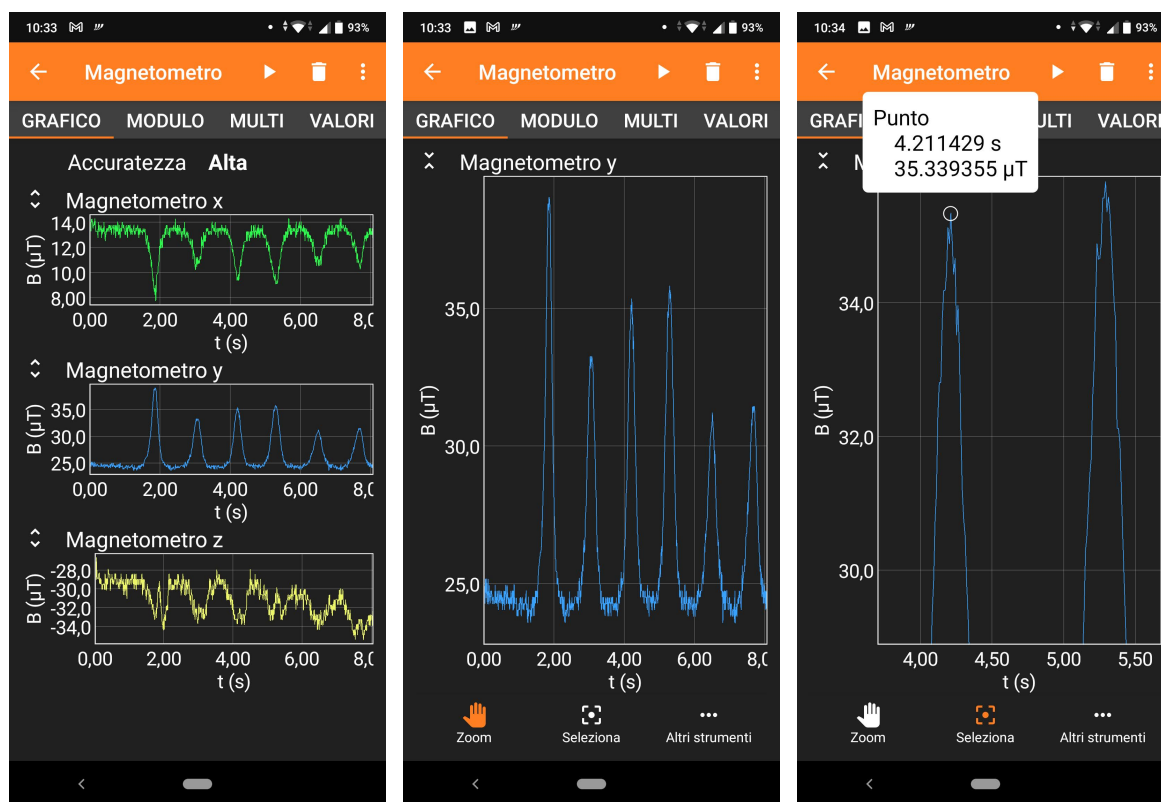 10:33 93%
Magnetometro
GRAFICO MODULO MULTI VALORI
Accuratezza Alta
Magnetometro x
B (µT)
14,0
12,0
10,0
8,00
0,00 2,00 4,00 6,00 8,0
t (s)
Magnetometro y
B (µT)
35,0
30,0
25,0
0,00 2,00 4,00 6,00 8,0
t (s)
Magnetometro z
B (µT)
-28,0
-30,0
-32,0
-34,0
0,00 2,00 4,00 6,00 8,0
t (s)
10:33 93%
Magnetometro
GRAFICO MODULO MULTI VALORI
Magnetometro y
B (µT)
35,0
30,0
25,0
0,00 2,00 4,00 6,00 8,0
t (s)
Zoom Seleziona Altri strumenti
10:34 93%
Magnetometro
GRAFI ULTI VALORI
Punto
4.211429 s
35.339355 µT
B (µT)
34,0
32,0
30,0
4,00 4,50 5,00 5,50
t (s)
Zoom Seleziona Altri strumenti